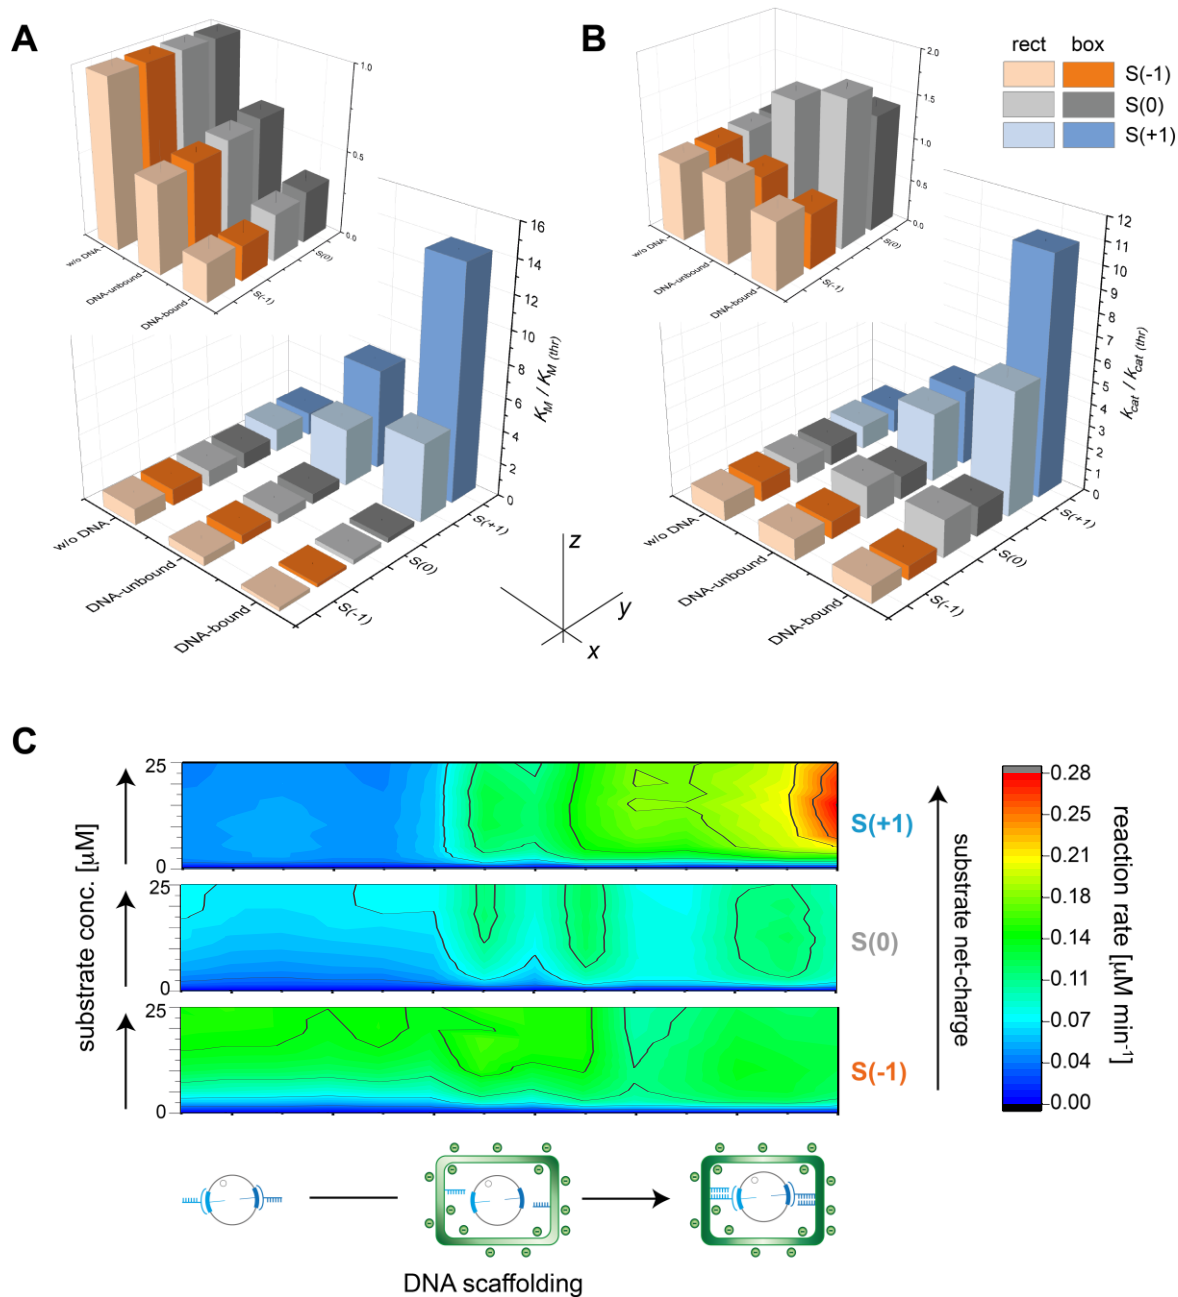 A
1.0
0.5
0.0
w/o DNA
DNA-unbound
DNA-bound
S(-1)
S(0)
16
14
12
10
8
6
4
2
0
K_M / K_M (thr)
w/o DNA
DNA-unbound
DNA-bound
S(-1)
S(0)
S(+1)
B
2.0
1.5
1.0
0.5
0.0
w/o DNA
DNA-unbound
DNA-bound
S(-1)
S(0)
rect box
S(-1)
S(0)
S(+1)
12
11
10
9
8
7
6
5
4
3
2
1
0
k_cat / k_cat (thr)
w/o DNA
DNA-unbound
DNA-bound
S(-1)
S(0)
S(+1)
z
y
x
C
substrate conc. [μM]
25
0
S(+1)
25
0
S(0)
25
0
S(-1)
substrate net-charge
0.28
0.25
0.21
0.18
0.14
0.11
0.07
0.04
0.00
reaction rate [μM min⁻¹]
DNA scaffolding